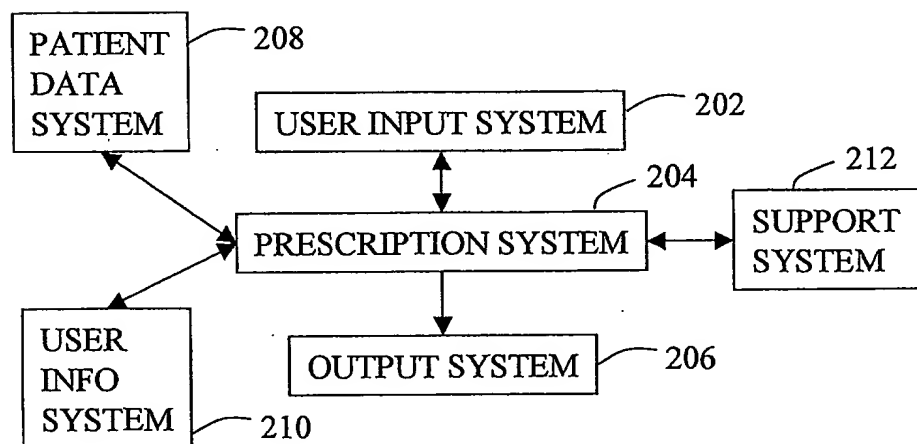 PATIENT
DATA
SYSTEM
208
USER INPUT SYSTEM
202
PRESCRIPTION SYSTEM
204
SUPPORT
SYSTEM
212
USER
INFO
SYSTEM
210
OUTPUT SYSTEM
206